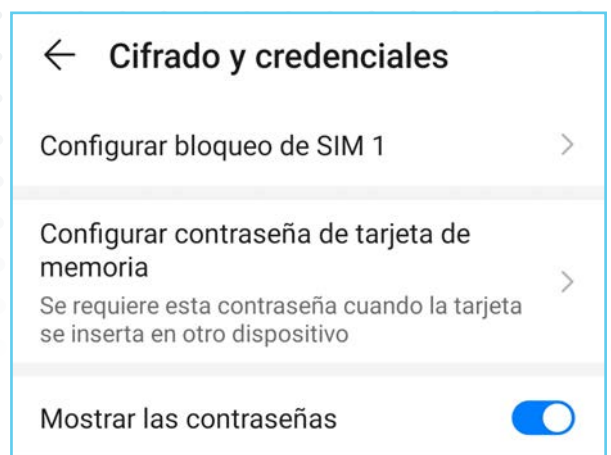 Cifrado y credenciales
Configurar bloqueo de SIM 1
Configurar contraseña de tarjeta de
memoria
Se requiere esta contraseña cuando la tarjeta
se inserta en otro dispositivo
Mostrar las contraseñas